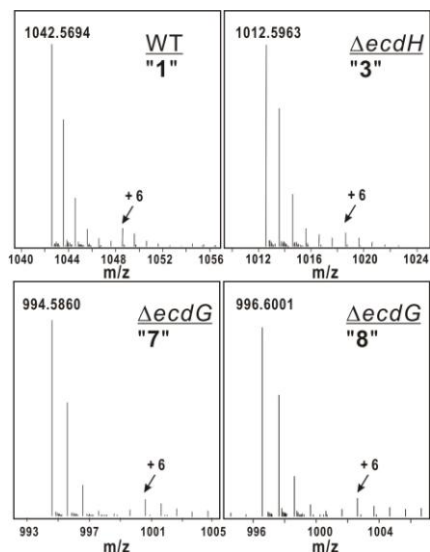 1042.5694
WT
"1"
+ 6
1040 1044 1048 1052 1056
m/z
1012.5963
ΔecdH
"3"
+ 6
1012 1016 1020 1024
m/z
994.5860
ΔecdG
"7"
+ 6
993 997 1001 1005
m/z
996.6001
ΔecdG
"8"
+ 6
996 1000 1004
m/z